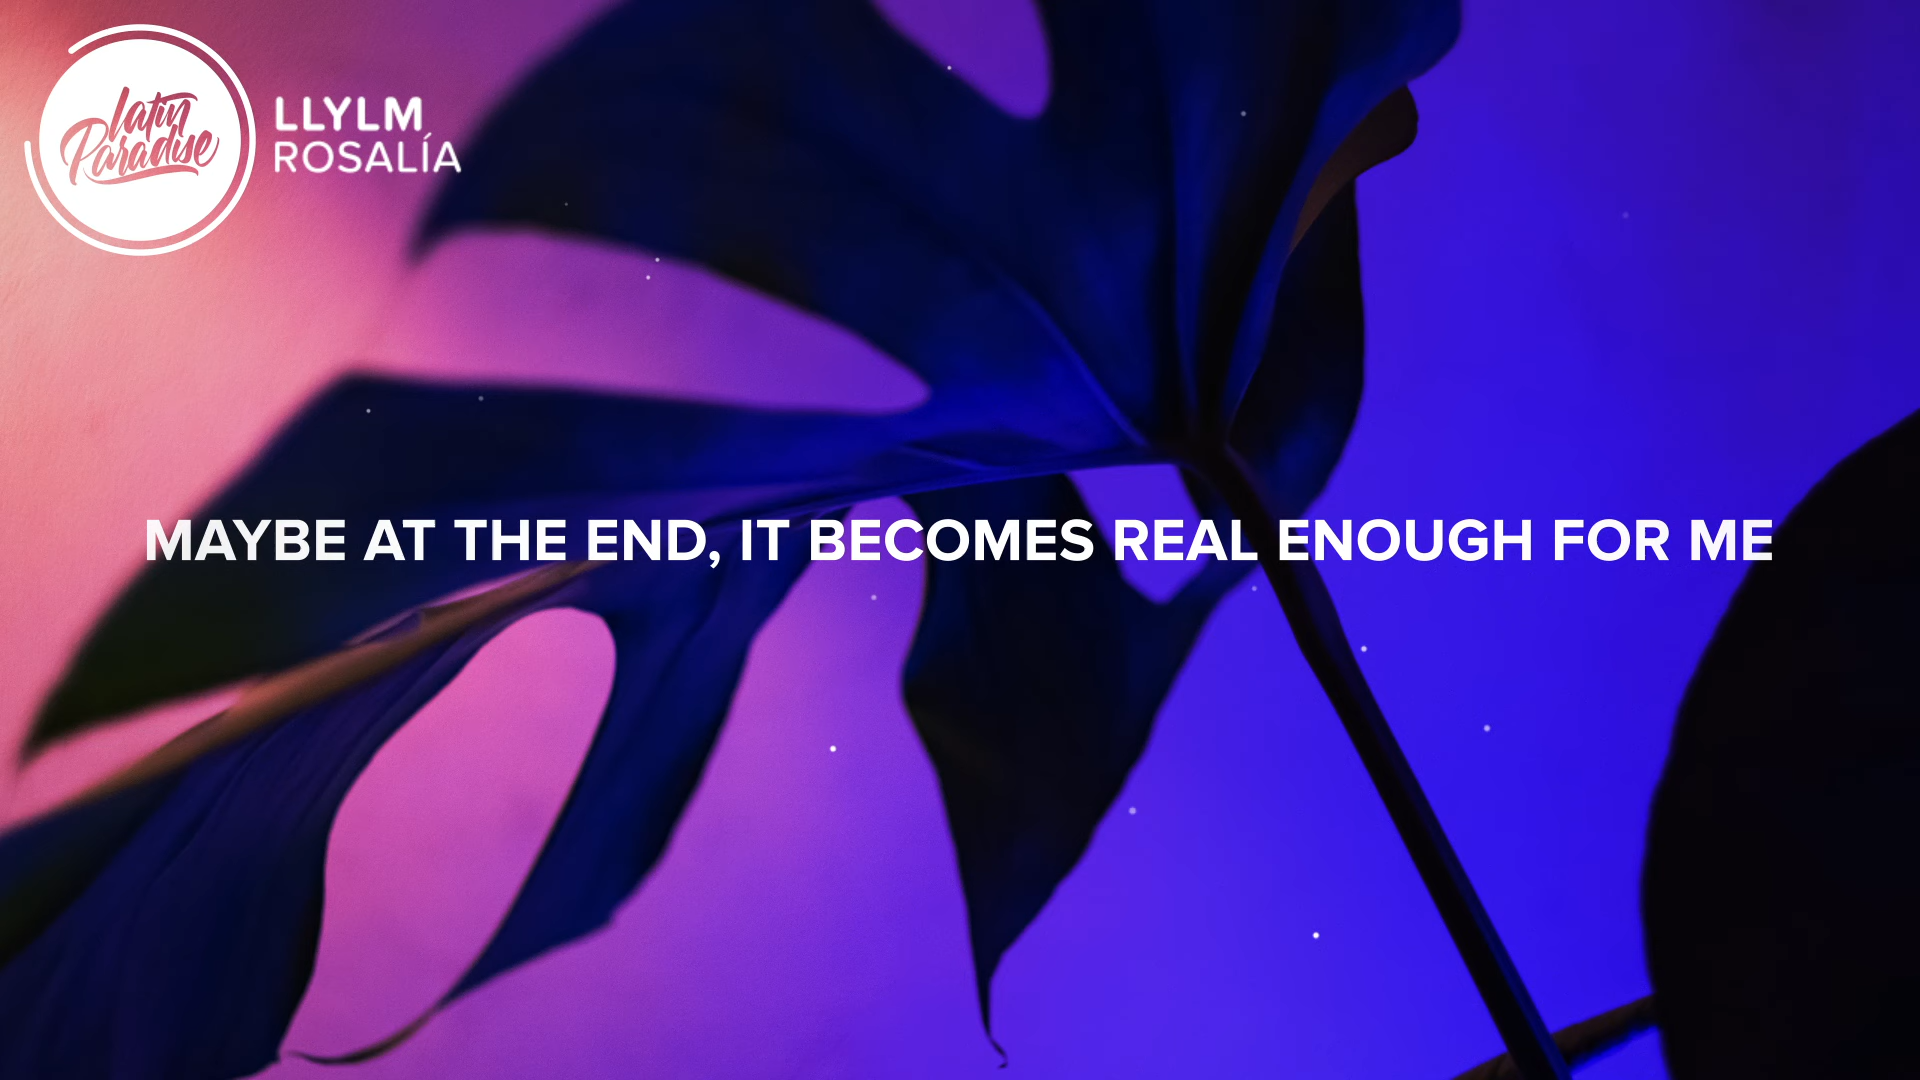 latin
Paradise
LLYLM
ROSALÍA
MAYBE AT THE END, IT BECOMES REAL ENOUGH FOR ME